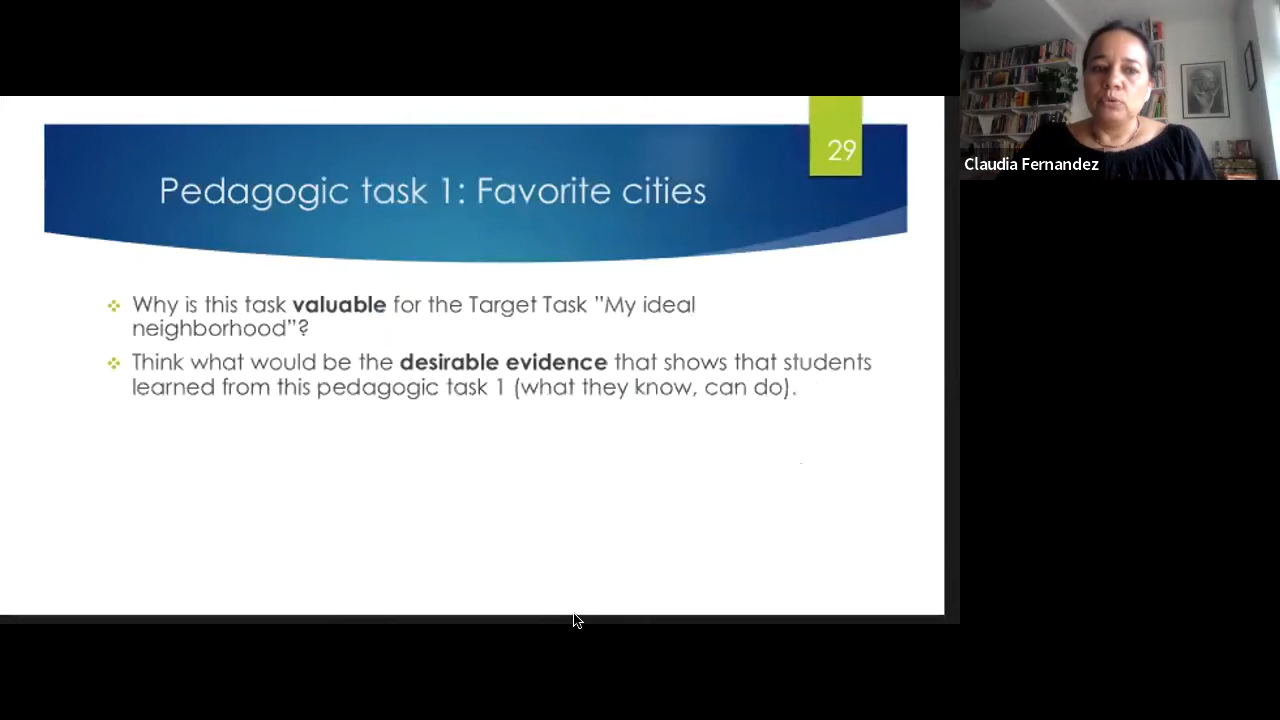 29
Pedagogic task 1: Favorite cities
Why is this task valuable for the Target Task ”My ideal
neighborhood”?
Think what would be the desirable evidence that shows that students
learned from this pedagogic task 1 (what they know, can do).
Claudia Fernandez